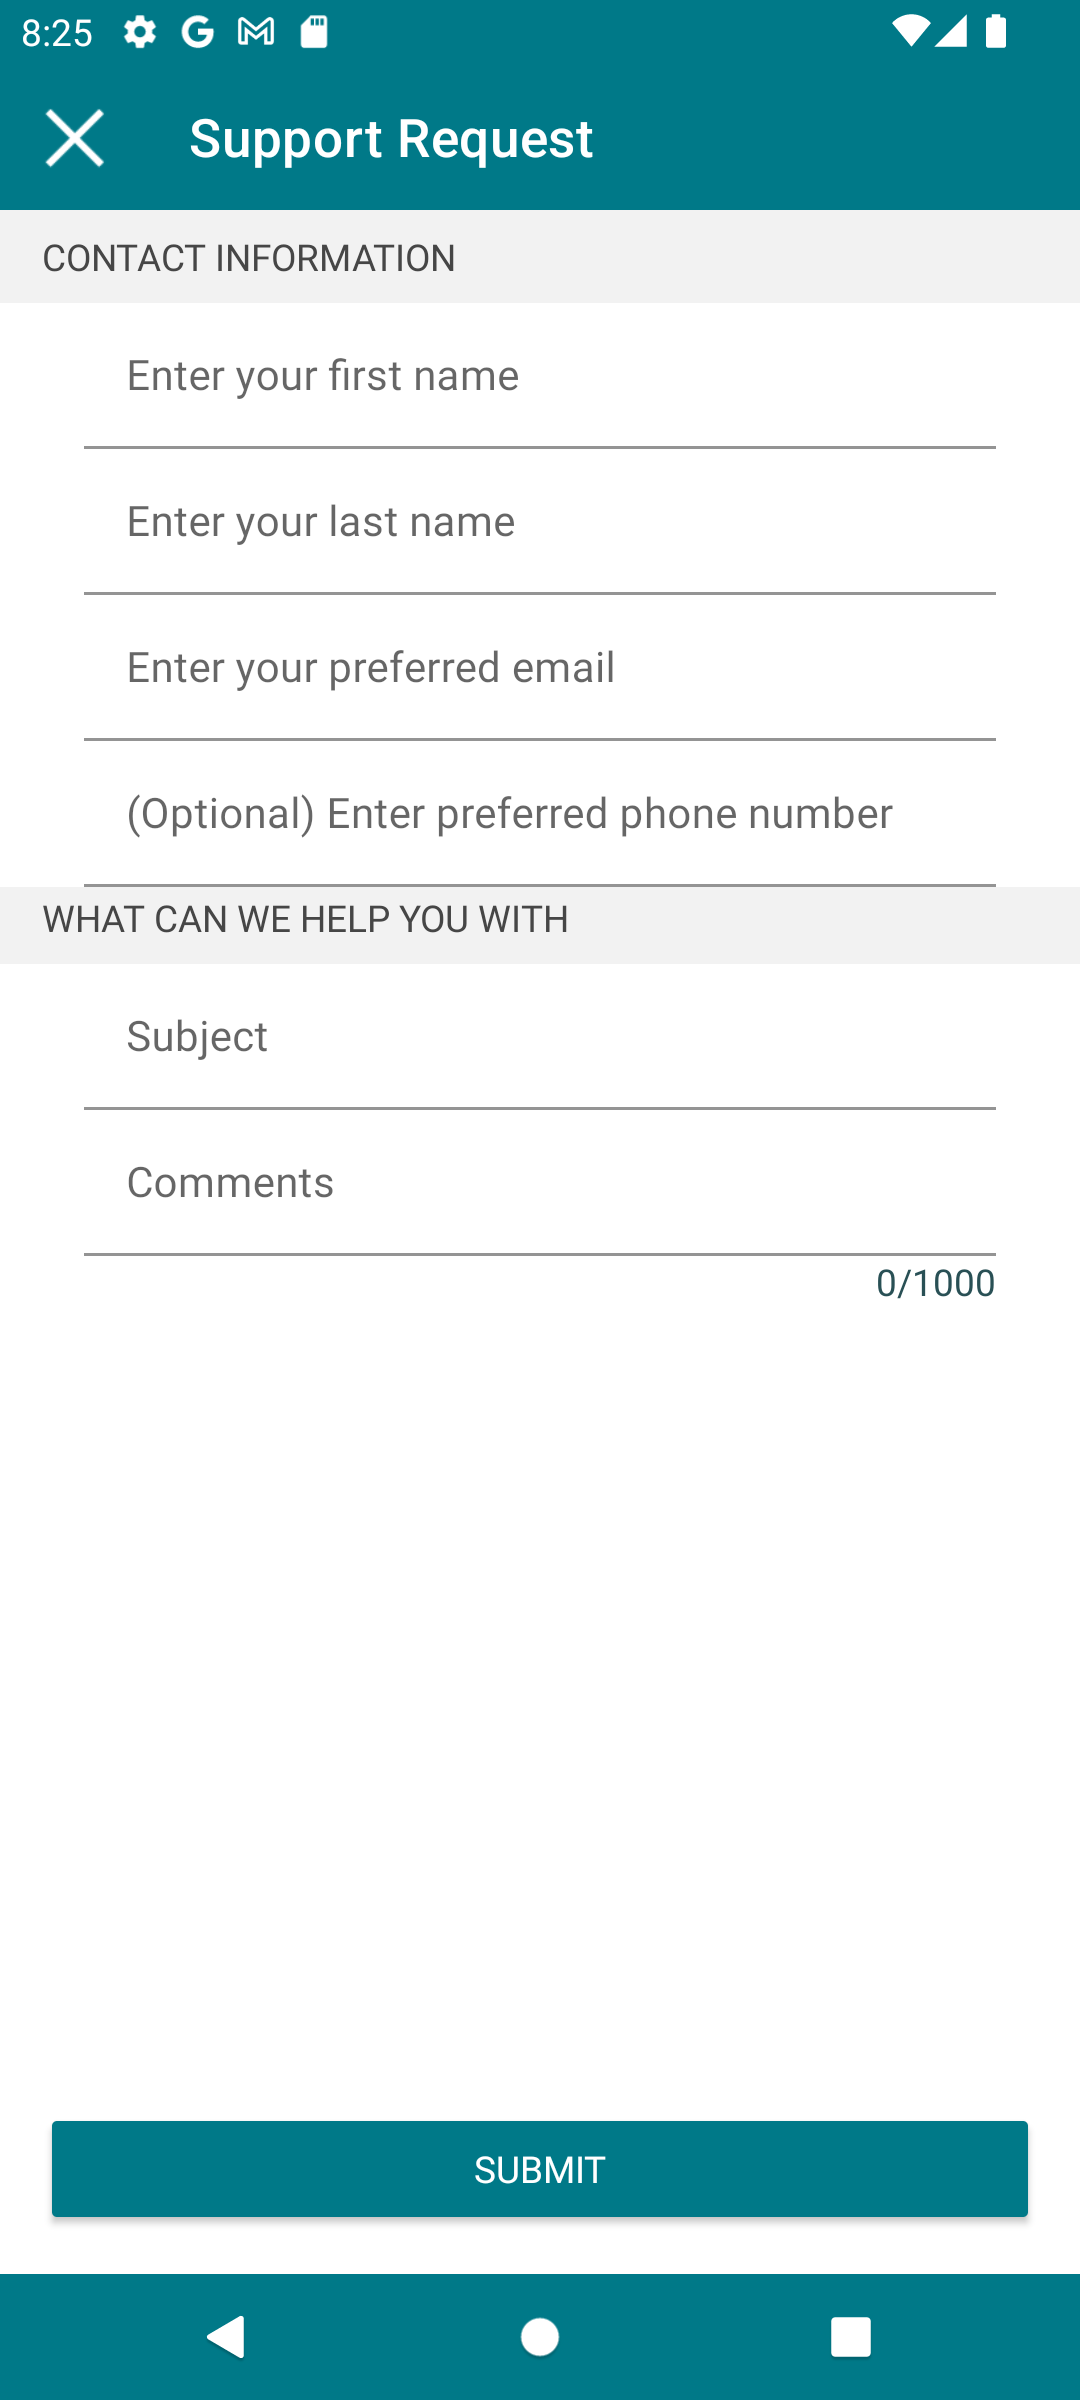 8:25
Support Request
CONTACT INFORMATION
Enter your first name
Enter your last name
Enter your preferred email
(Optional) Enter preferred phone number
WHAT CAN WE HELP YOU WITH
Subject
Comments
0/1000
SUBMIT